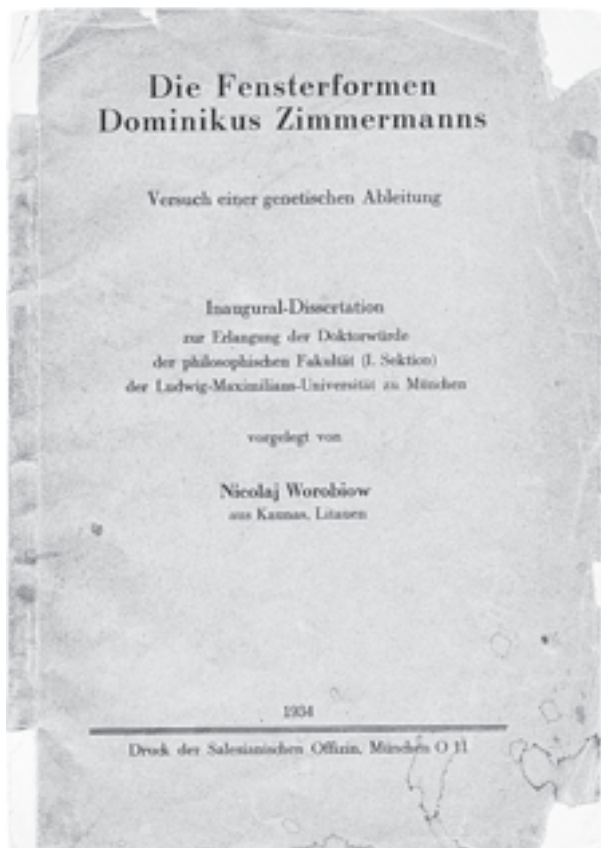 Die Fensterformen
Dominikus Zimmermanns
Versuch einer genetischen Ableitung
Inaugural-Dissertation
zur Erlangung der Doktorwürde
der philosophischen Fakultät (I. Sektion)
der Ludwig-Maximilians-Universität zu München
vorgelegt von
Nicolaj Worobiow
aus Kaunas, Litauen
1934
Druck der Salesianischen Offizin, München O 11